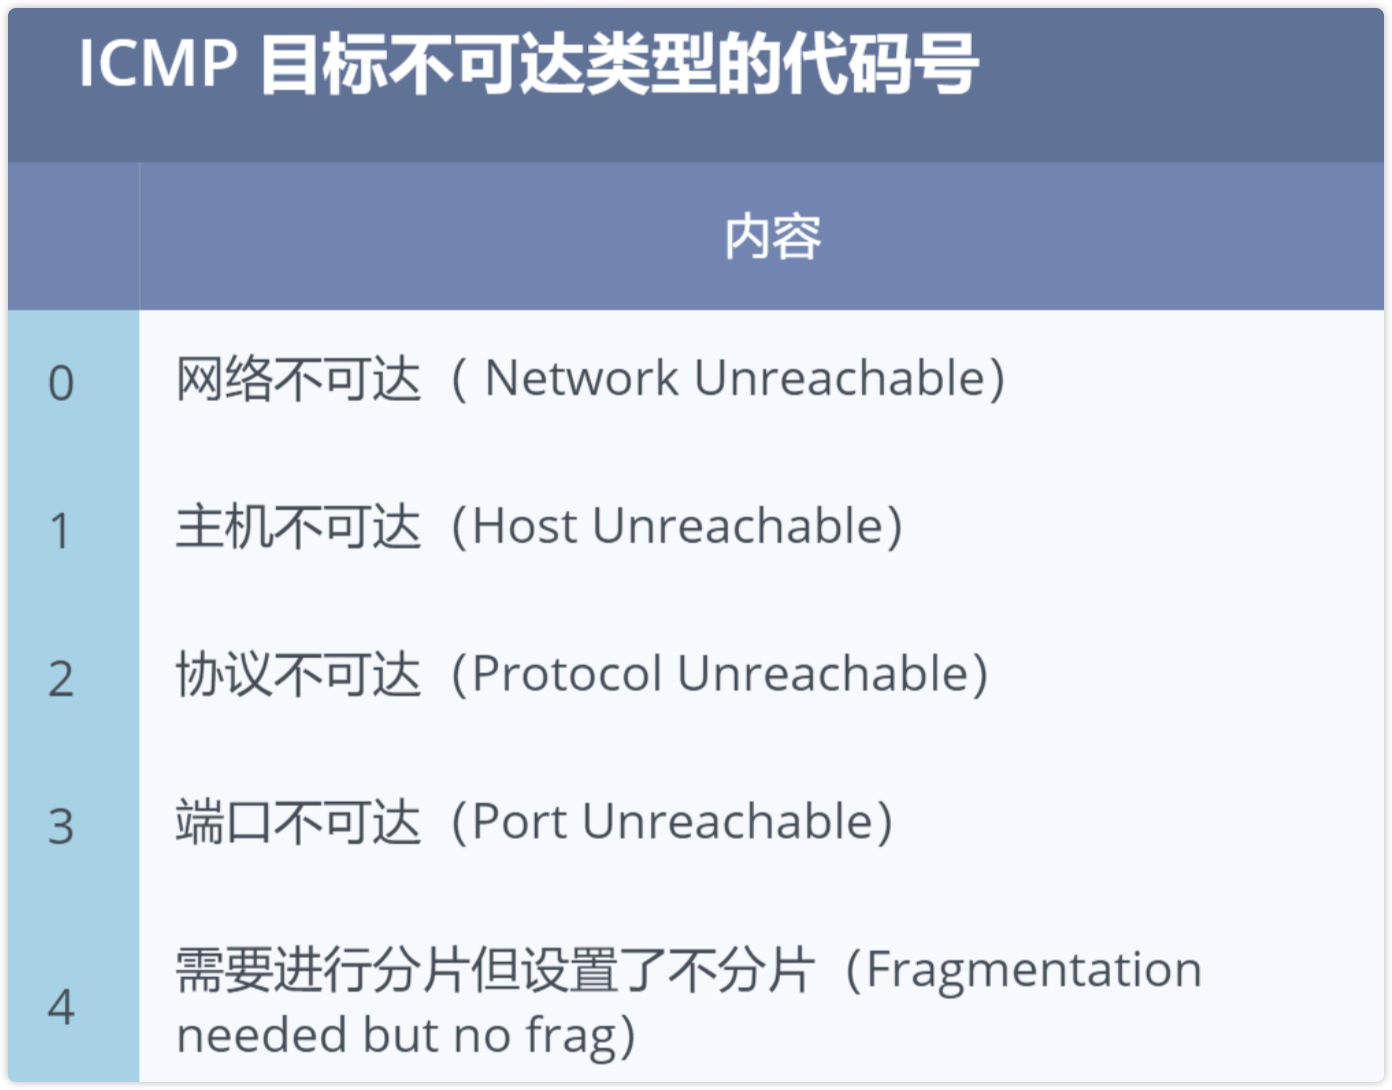 ICMP 目标不可达类型的代码号
内容
0 网络不可达（ Network Unreachable）
1 主机不可达（Host Unreachable）
2 协议不可达（Protocol Unreachable）
3 端口不可达（Port Unreachable）
4 需要进行分片但设置了不分片（Fragmentation
needed but no frag）